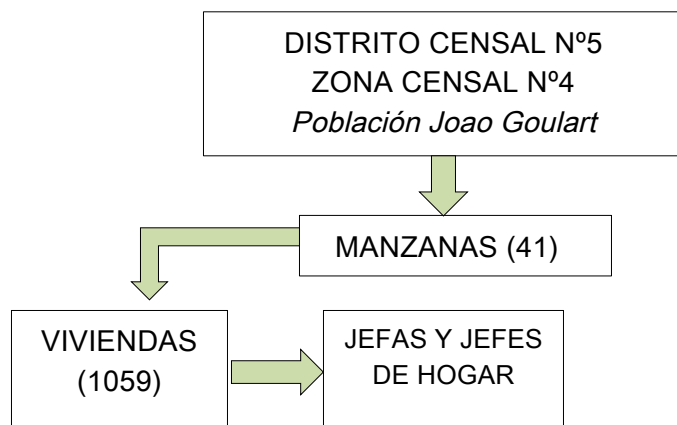 DISTRITO CENSAL Nº5
ZONA CENSAL Nº4
Población Joao Goulart
MANZANAS (41)
VIVIENDAS
(1059)
JEFAS Y JEFES
DE HOGAR